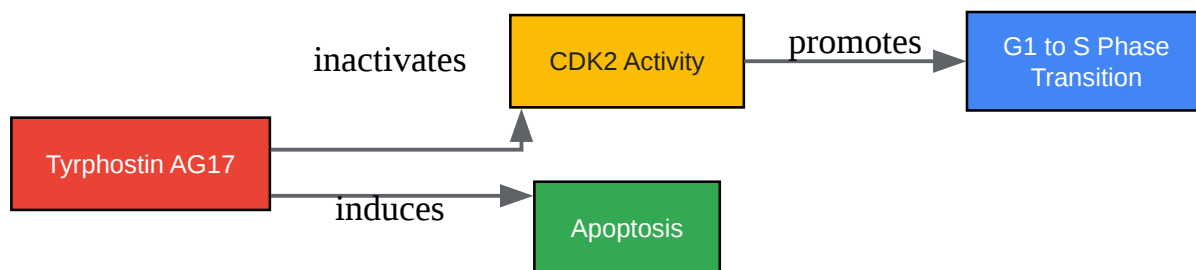 inactivates
CDK2 Activity
promotes
G1 to S Phase
Transition
Tyrphostin AG17
induces
Apoptosis